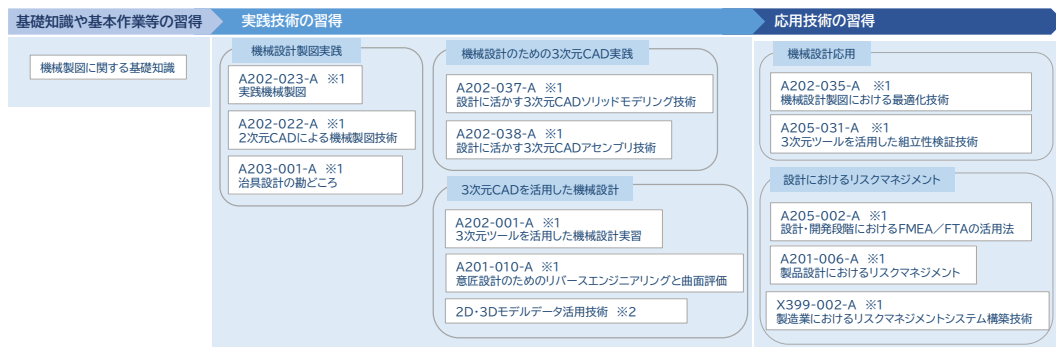 基礎知識や基本作業等の習得
実践技術の習得
応用技術の習得
機械製図に関する基礎知識
機械設計製図実践
A202-023-A ※1
実践機械製図
A202-022-A ※1
2次元CADによる機械製図技術
A203-001-A ※1
治具設計の勘どころ
機械設計のための3次元CAD実践
A202-037-A ※1
設計に活かす3次元CADソリッドモデリング技術
A202-038-A ※1
設計に活かす3次元CADアセンブリ技術
3次元CADを活用した機械設計
A202-001-A ※1
3次元ツールを活用した機械設計実習
A201-010-A ※1
意匠設計のためのリバースエンジニアリングと曲面評価
2D・3Dモデルデータ活用技術 ※2
機械設計応用
A202-035-A ※1
機械設計製図における最適化技術
A205-031-A ※1
3次元ツールを活用した組立性検証技術
設計におけるリスクマネジメント
A205-002-A ※1
設計・開発段階におけるFMEA／FTAの活用法
A201-006-A ※1
製品設計におけるリスクマネジメント
X399-002-A ※1
製造業におけるリスクマネジメントシステム構築技術